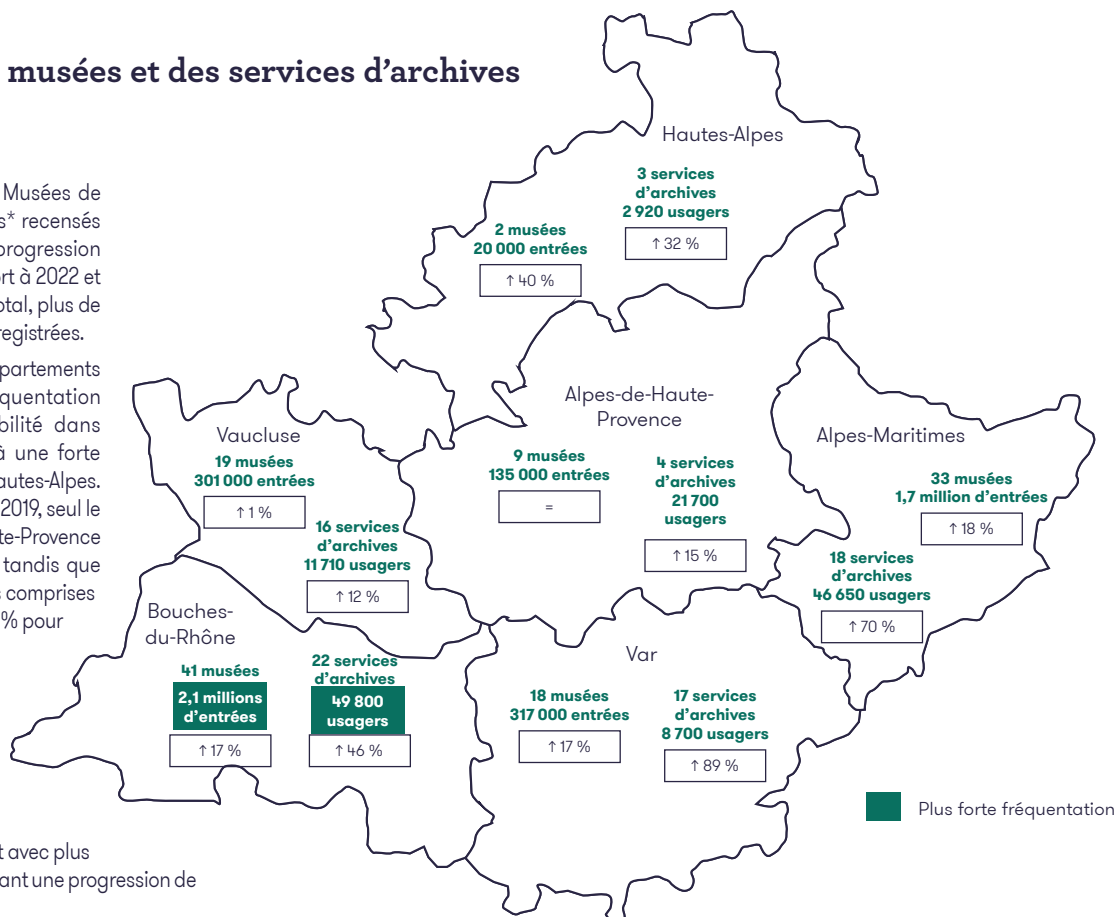 musées et des services d’archives
Musées de
s* recensés
progression
rt à 2022 et
otal, plus de
registrées.
partements
quentation
bilité dans
à une forte
autes-Alpes.
2019, seul le
te-Provence
tandis que
s comprises
% pour
t avec plus
ant une progression de
Hautes-Alpes
2 musées
20 000 entrées
↑ 40 %
3 services
d’archives
2 920 usagers
↑ 32 %
Alpes-de-Haute-
Provence
9 musées
135 000 entrées
=
4 services
d’archives
21 700
usagers
↑ 15 %
Alpes-Maritimes
33 musées
1,7 million d’entrées
↑ 18 %
18 services
d’archives
46 650 usagers
↑ 70 %
Vaucluse
19 musées
301 000 entrées
↑ 1 %
16 services
d’archives
11 710 usagers
↑ 12 %
Bouches-
du-Rhône
41 musées
2,1 millions
d’entrées
↑ 17 %
22 services
d’archives
49 800
usagers
↑ 46 %
Var
18 musées
317 000 entrées
↑ 17 %
17 services
d’archives
8 700 usagers
↑ 89 %
Plus forte fréquentation